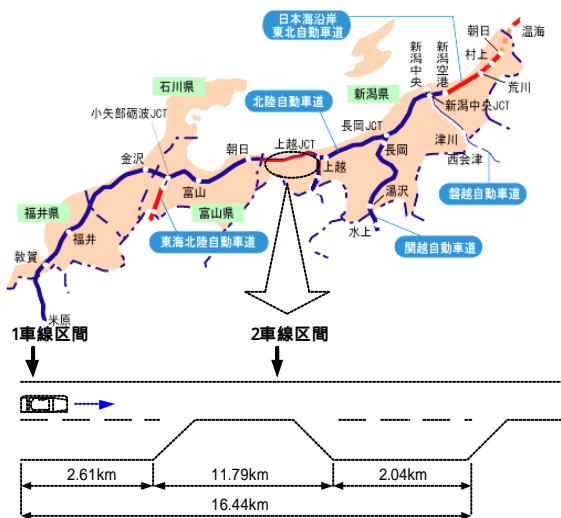 日本海沿岸
東北自動車道
朝日
温海
村上
荒川
新潟空港
新潟中央
新潟県
石川県
新潟中央JCT
小矢部砺波JCT
北陸自動車道
長岡JCT
上越JCT
津川
長岡
西会津
朝日
上越
金沢
磐越自動車道
富山
湯沢
福井県
富山県
水上
関越自動車道
東海北陸自動車道
福井
敦賀
米原
1車線区間
2車線区間
2.61km
11.79km
2.04km
16.44km